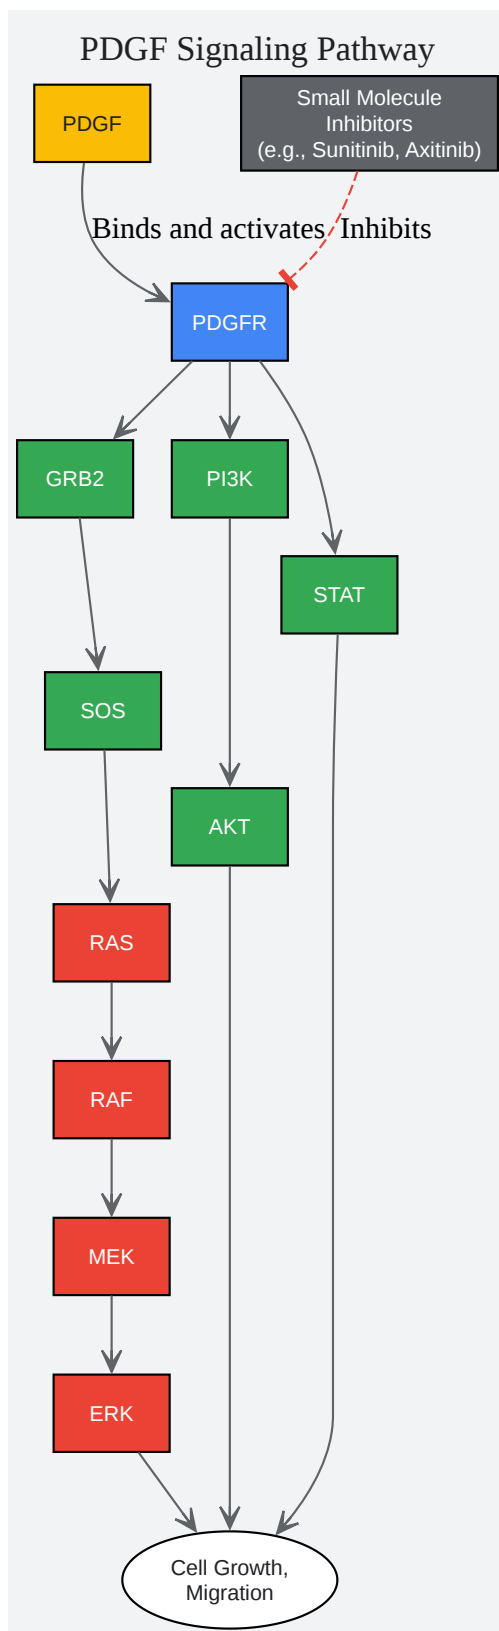 PDGF Signaling Pathway
PDGF
Small Molecule
Inhibitors
(e.g., Sunitinib, Axitinib)
Binds and activates
Inhibits
PDGFR
GRB2
PI3K
STAT
SOS
AKT
RAS
RAF
MEK
ERK
Cell Growth,
Migration